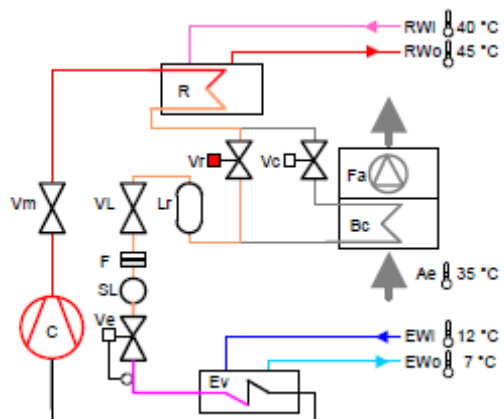 RWI 40 °C
RWo 45 °C
R
Vr
Vc
Fa
Vm
VL
Lr
Bc
F
Ae 35 °C
SL
Ve
C
EWI 12 °C
EWo 7 °C
Ev